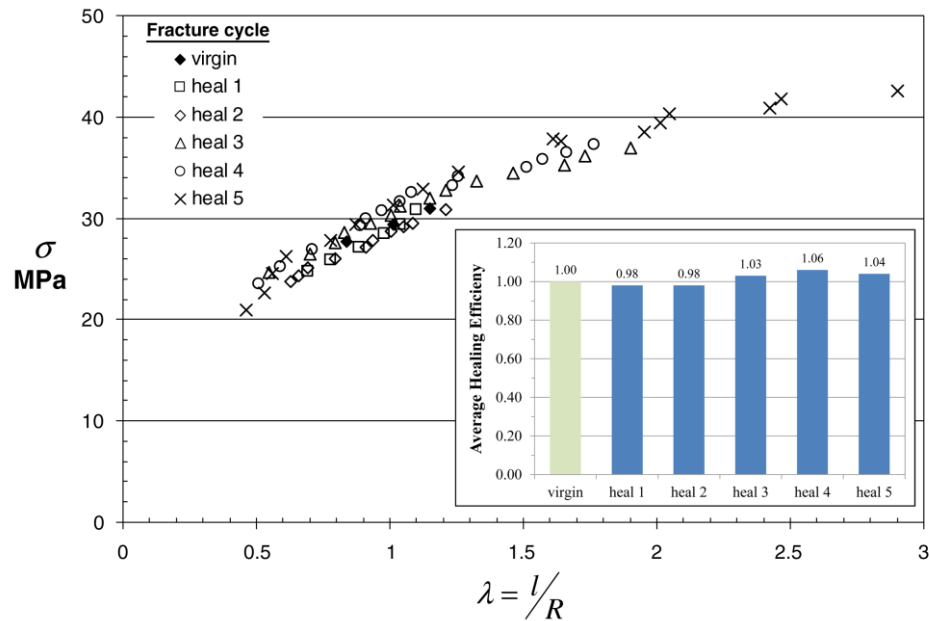 50
40
30
20
10
0
σ
MPa
Fracture cycle
virgin
heal 1
heal 2
heal 3
heal 4
heal 5
1.20
1.00
0.80
0.60
0.40
0.20
0.00
Average Healing Efficieny
1.00
0.98
0.98
1.03
1.06
1.04
virgin heal 1 heal 2 heal 3 heal 4 heal 5
0 0.5 1 1.5 2 2.5 3
λ = l/R